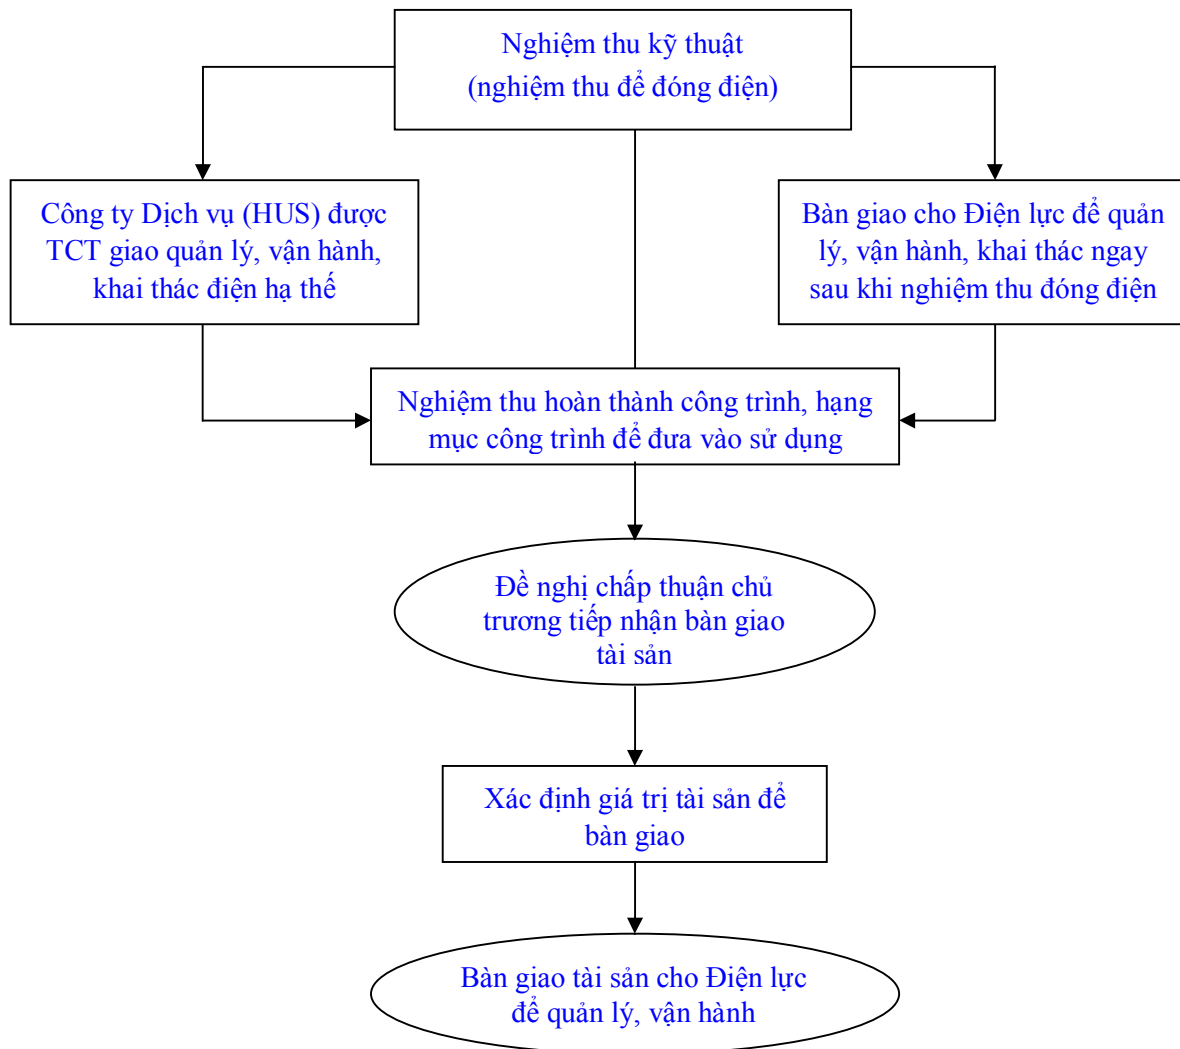 Nghiệm thu kỹ thuật
(nghiệm thu để đóng điện)
Công ty Dịch vụ (HUS) được
TCT giao quản lý, vận hành,
khai thác điện hạ thế
Bàn giao cho Điện lực để quản
lý, vận hành, khai thác ngay
sau khi nghiệm thu đóng điện
Nghiệm thu hoàn thành công trình, hạng
mục công trình để đưa vào sử dụng
Đề nghị chấp thuận chủ
trương tiếp nhận bàn giao
tài sản
Xác định giá trị tài sản để
bàn giao
Bàn giao tài sản cho Điện lực
để quản lý, vận hành